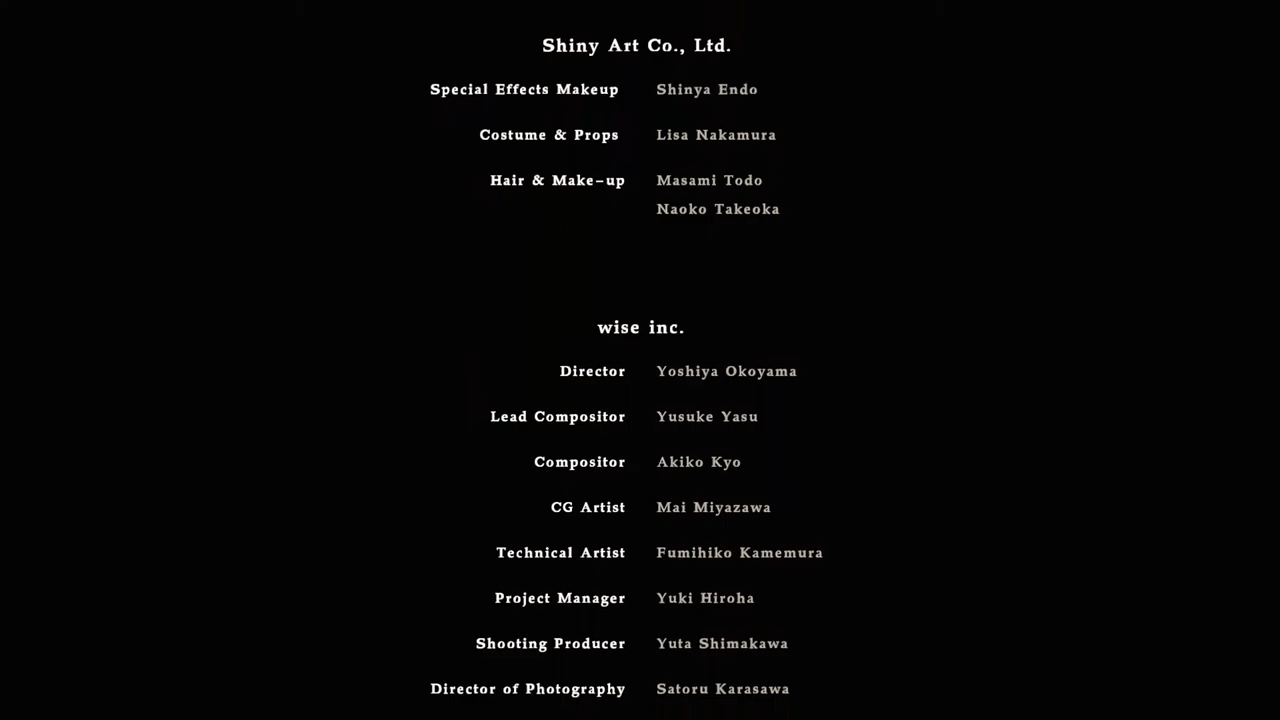 Shiny Art Co., Ltd.
Special Effects Makeup Shinya Endo
Costume & Props Lisa Nakamura
Hair & Make-up Masami Todo
Naoko Takeoka
wise inc.
Director Yoshiya Okoyama
Lead Compositor Yusuke Yasu
Compositor Akiko Kyo
CG Artist Mai Miyazawa
Technical Artist Fumihiko Kamemura
Project Manager Yuki Hiroha
Shooting Producer Yuta Shimakawa
Director of Photography Satoru Karasawa